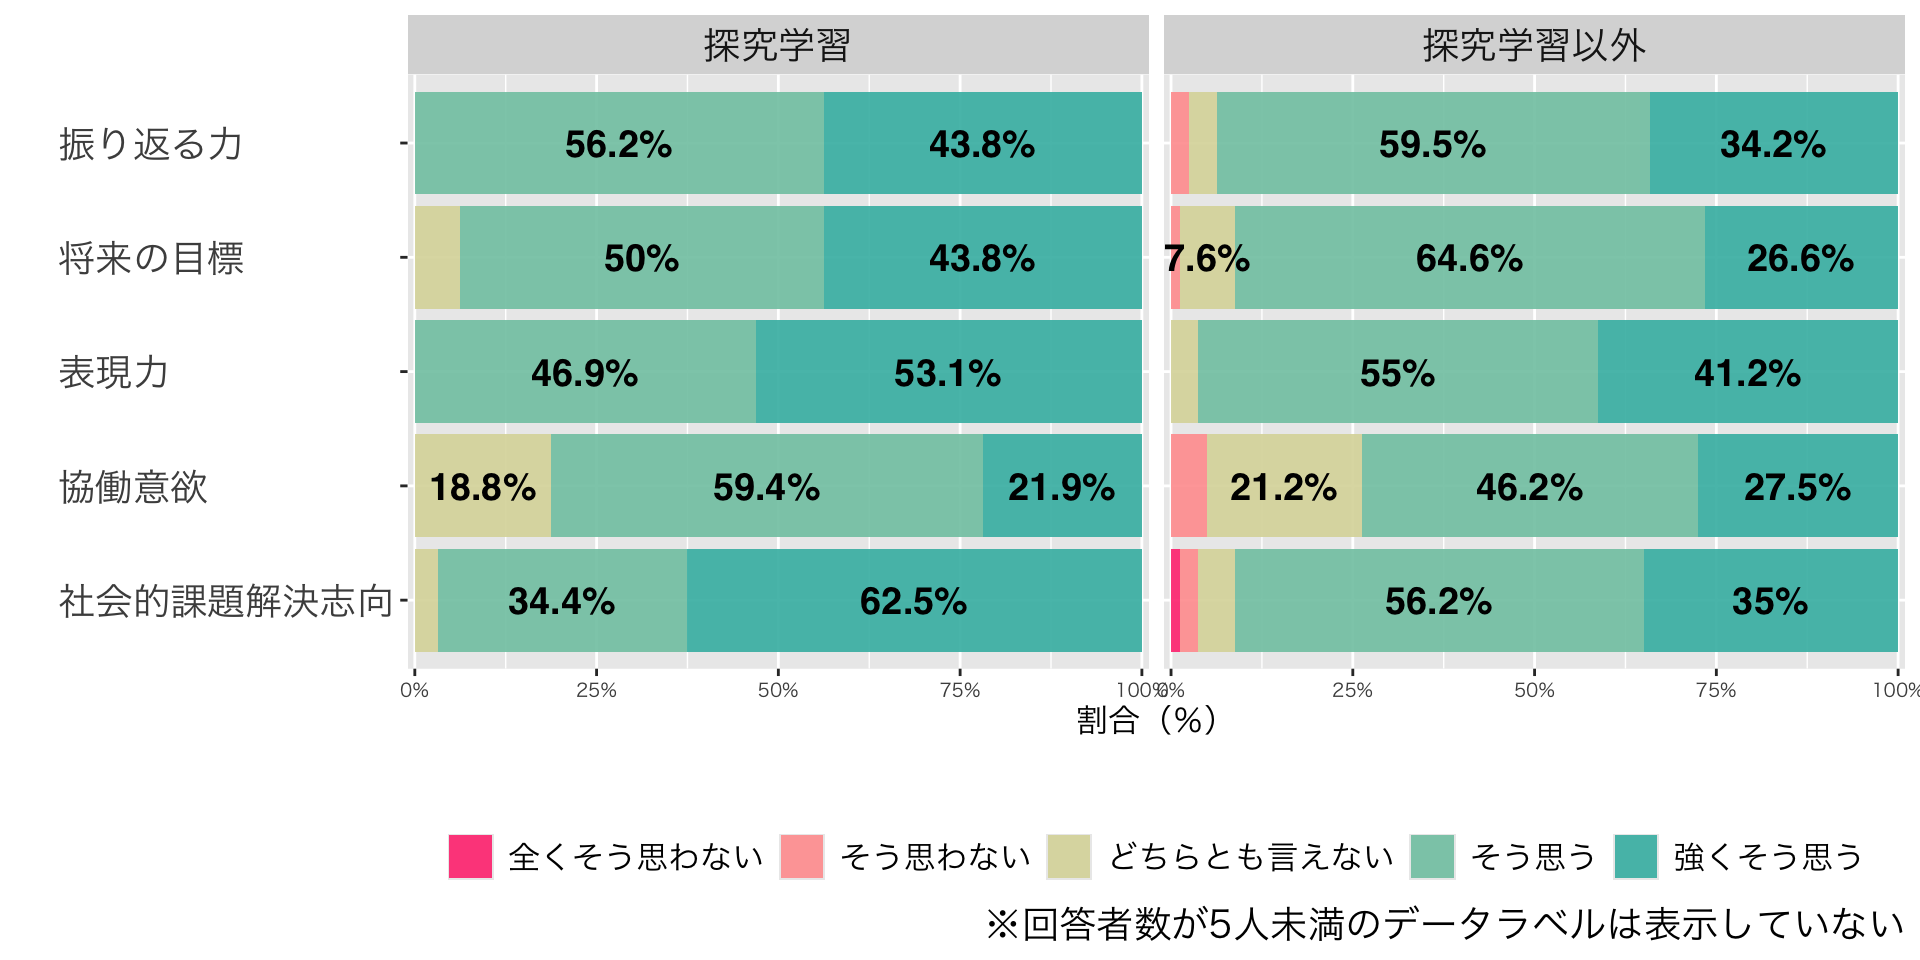 探究学習 探究学習以外
振り返る力 56.2% 43.8% 59.5% 34.2%
将来の目標 50% 43.8% 7.6% 64.6% 26.6%
表現力 46.9% 53.1% 55% 41.2%
協働意欲 18.8% 59.4% 21.9% 21.2% 46.2% 27.5%
社会的課題解決志向 34.4% 62.5% 56.2% 35%
0% 25% 50% 75% 100% 0% 25% 50% 75% 100%
割合（%）
全くそう思わない そう思わない どちらとも言えない そう思う 強くそう思う
※回答者数が5人未満のデータラベルは表示していない